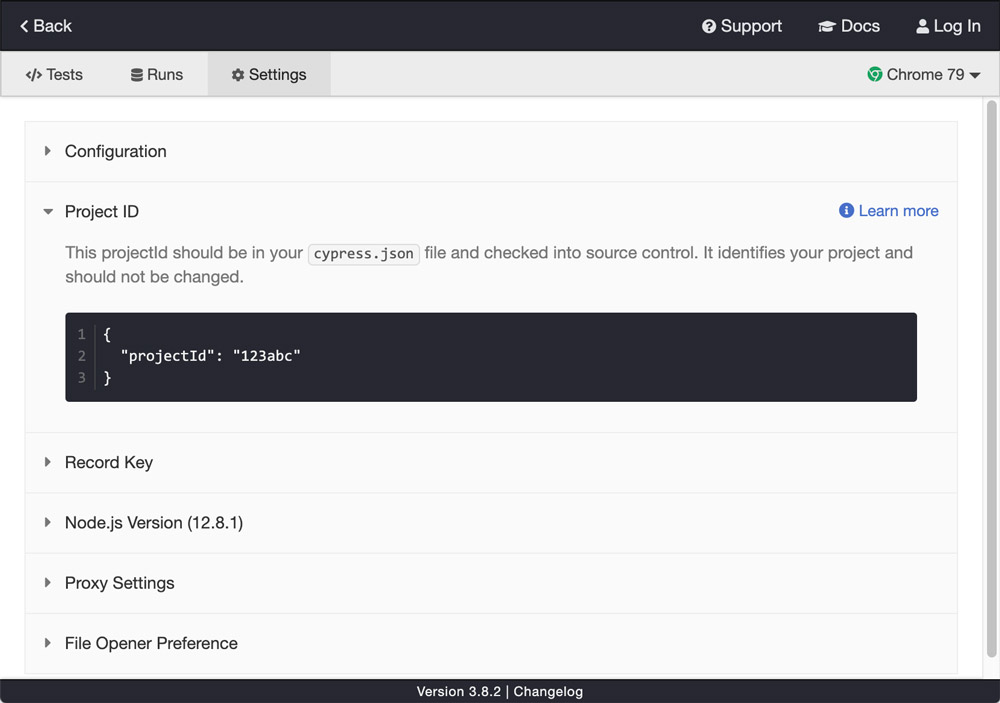 Back Support Docs Log In
Tests Runs Settings Chrome 79
Configuration
Project ID Learn more
This projectId should be in your cypress.json file and checked into source control. It identifies your project and
should not be changed.
1 {
2 "projectId": "123abc"
3 }
Record Key
Node.js Version (12.8.1)
Proxy Settings
File Opener Preference
Version 3.8.2 | Changelog